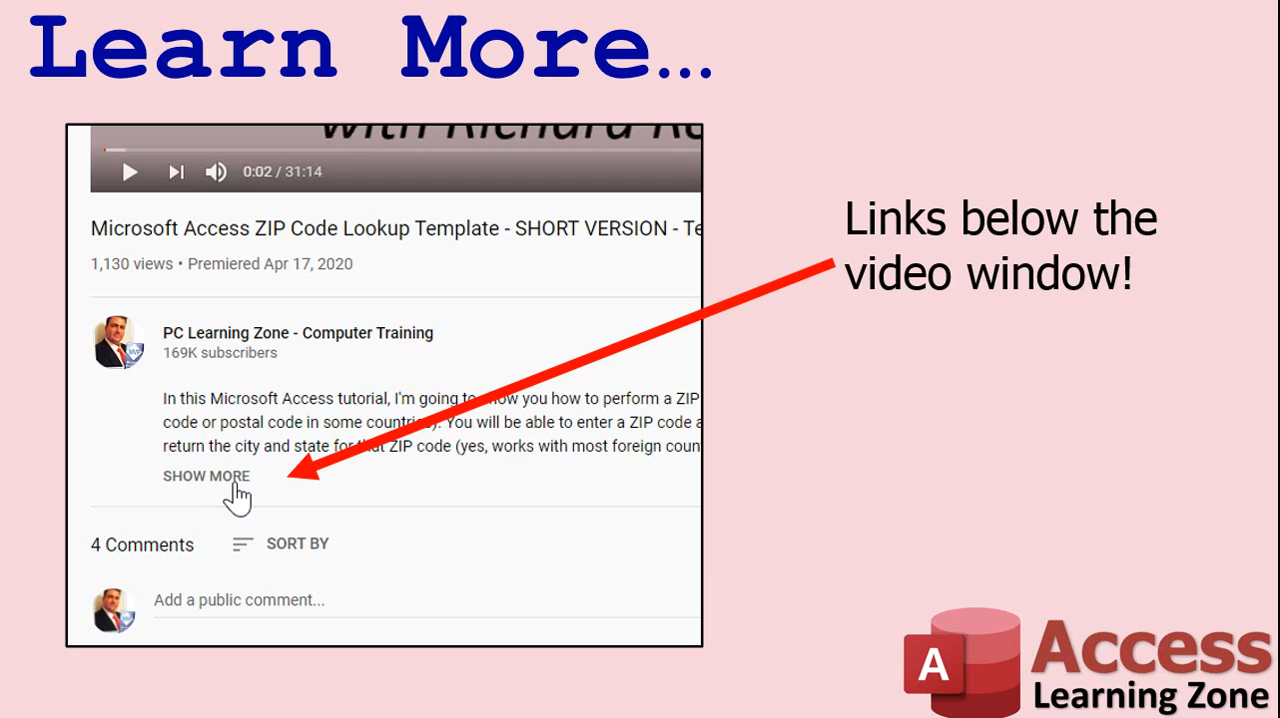 Learn More...
with Richard
0:02 / 31:14
Microsoft Access ZIP Code Lookup Template - SHORT VERSION -
1,130 views • Premiered Apr 17, 2020
Links below the
video window!
PC Learning Zone - Computer Training
169K subscribers
In this Microsoft Access tutorial, I'm going to show you how to perform a ZIP
code or postal code in some countries). You will be able to enter a ZIP code a
return the city and state for that ZIP code (yes, works with most foreign coun
SHOW MORE
4 Comments SORT BY
Add a public comment...
A
Access
Learning Zone